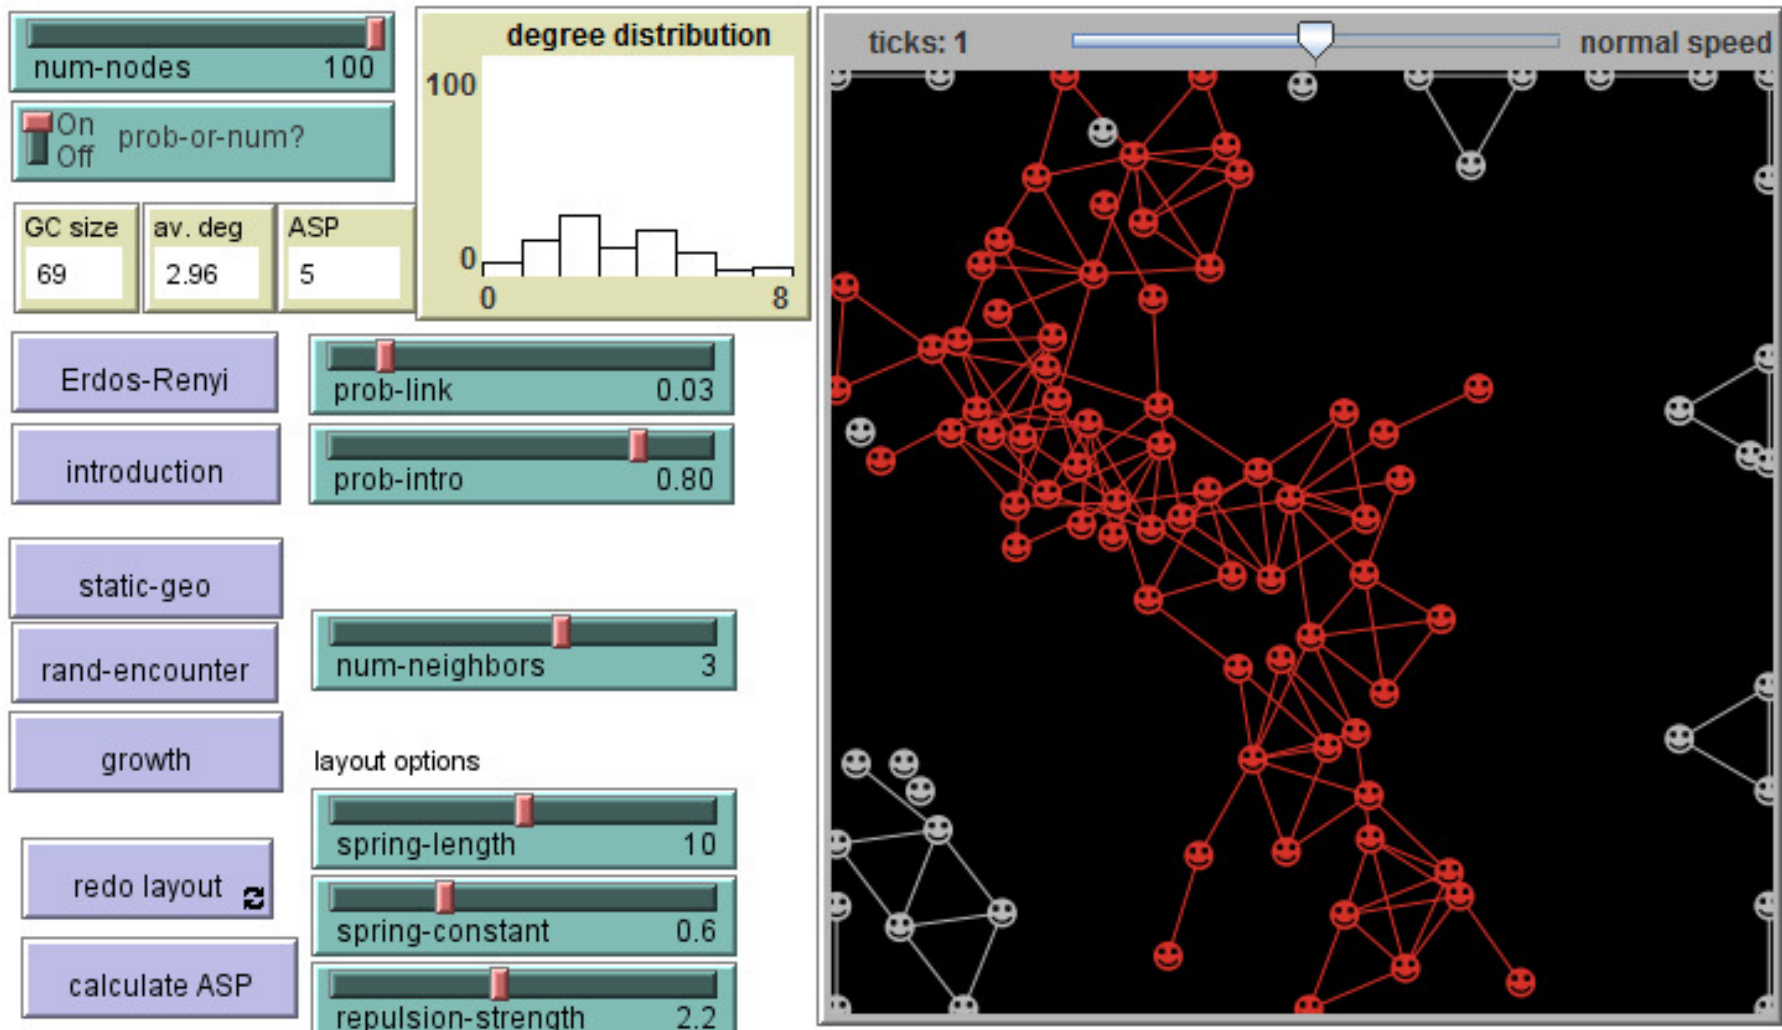 num-nodes 100
On
Off
prob-or-num?
GC size
69
av. deg
2.96
ASP
5
degree distribution
100
0
0 8
Erdos-Renyi
introduction
prob-link 0.03
prob-intro 0.80
static-geo
rand-encounter
growth
num-neighbors 3
layout options
spring-length 10
spring-constant 0.6
repulsion-strength 2.2
redo layout
calculate ASP
ticks: 1
normal speed